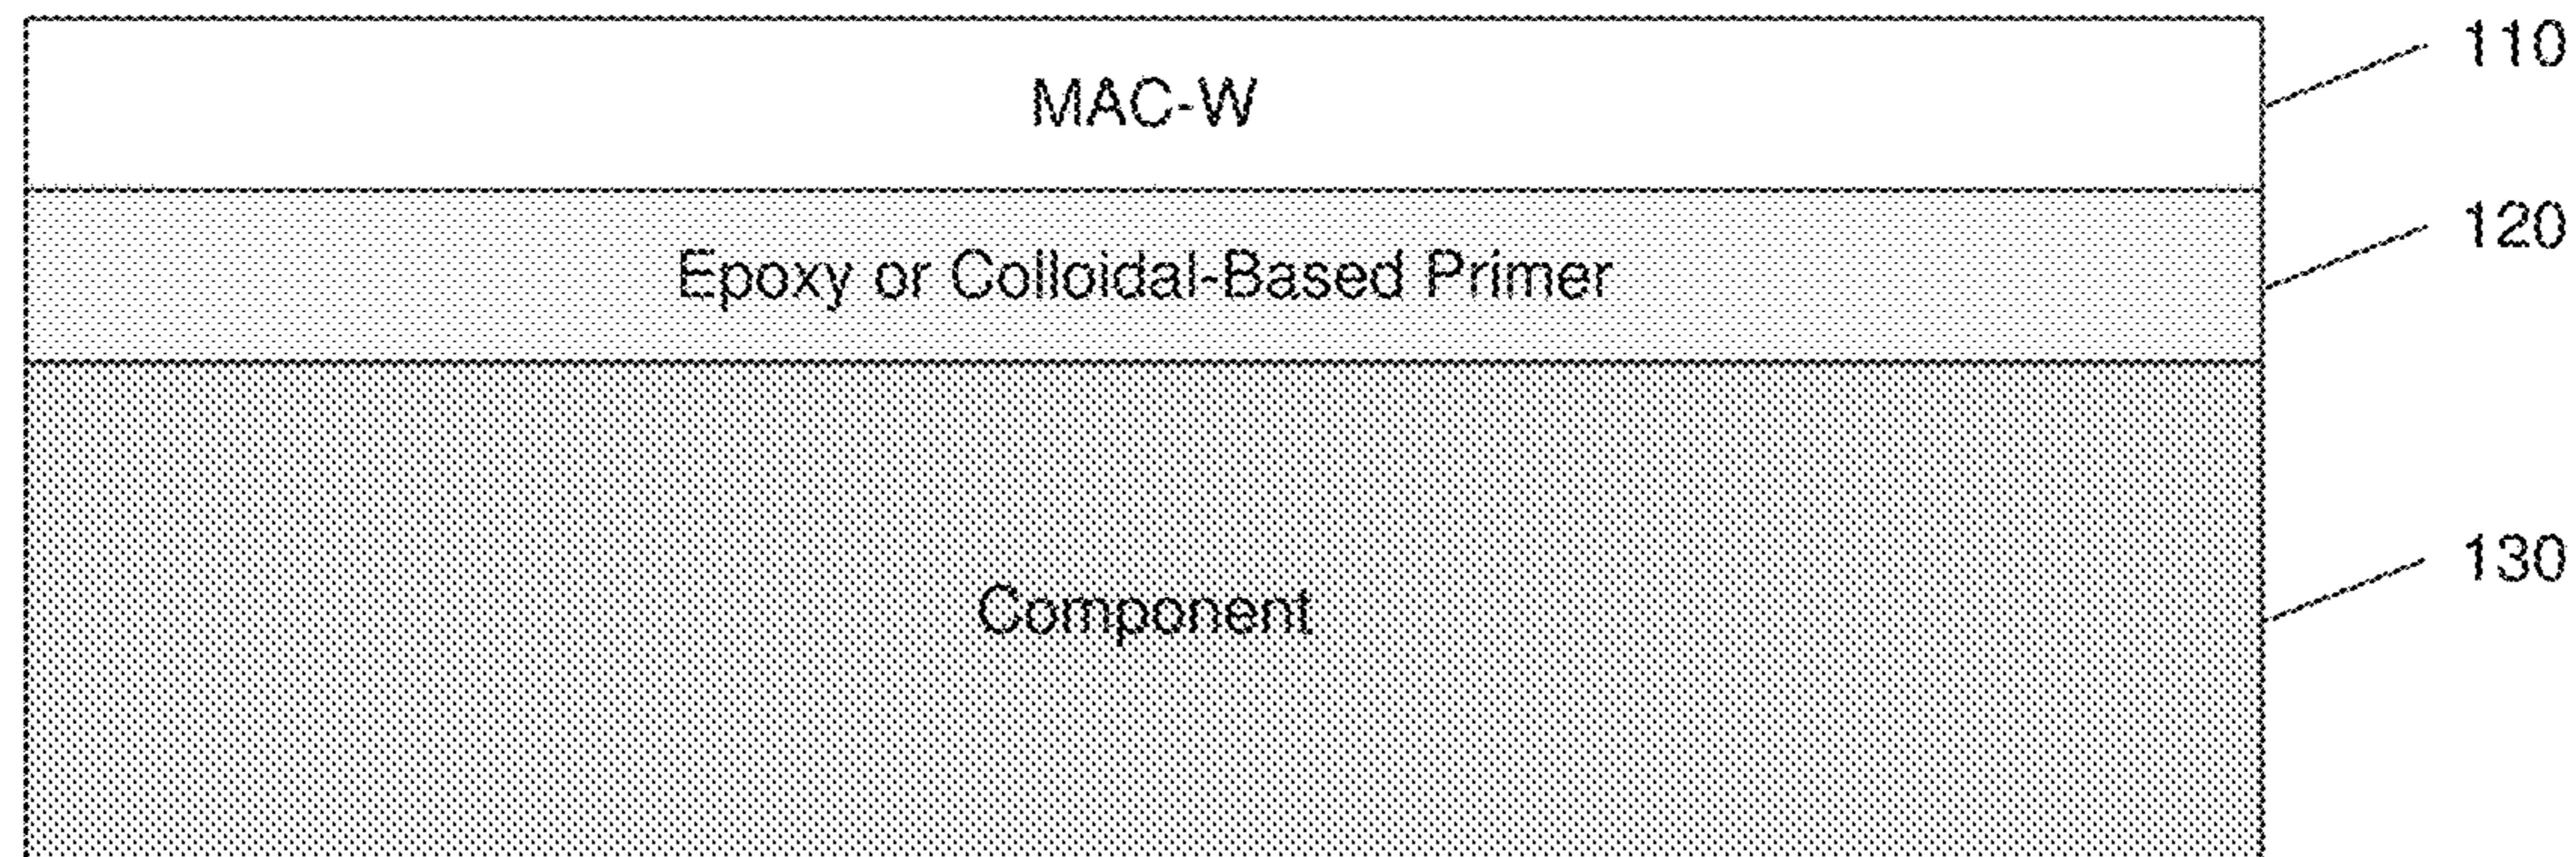 MAC-W
110
Epoxy or Colloidal-Based Primer
120
Component
130